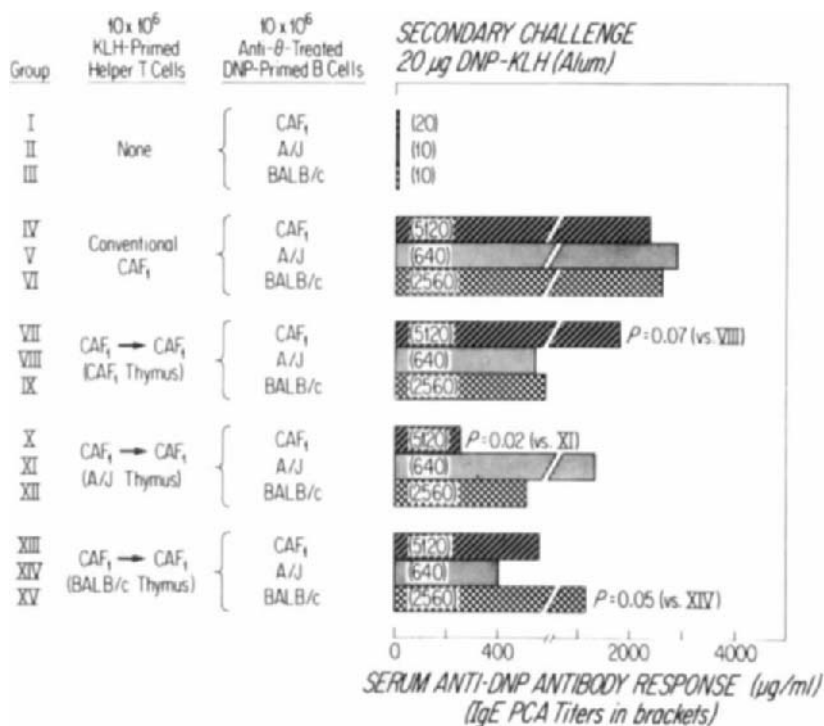 10 x 10⁶ KLH-Primed Helper T Cells
10 x 10⁶ Anti-θ-Treated DNP-Primed B Cells
Group
SECONDARY CHALLENGE
20 µg DNP-KLH (Alum)
I CAF₁ (20)
II None A/J (10)
III BALB/c (10)
IV CAF₁ (5120)
V Conventional CAF₁ A/J (640)
VI BALB/c (2560)
VII CAF₁ (5120) P=0.07 (vs. VIII)
VIII CAF₁ → CAF₁ (CAF₁ Thymus) A/J (640)
IX BALB/c (2560)
X CAF₁ (5120) P=0.02 (vs. XI)
XI CAF₁ → CAF₁ (A/J Thymus) A/J (640)
XII BALB/c (2560)
XIII CAF₁ (5120)
XIV CAF₁ → CAF₁ (BALB/c Thymus) A/J (640)
XV BALB/c (2560) P=0.05 (vs. XIV)
0 400 2000 4000
SERUM ANTI-DNP ANTIBODY RESPONSE (µg/ml)
(IgE PCA Titers in brackets)